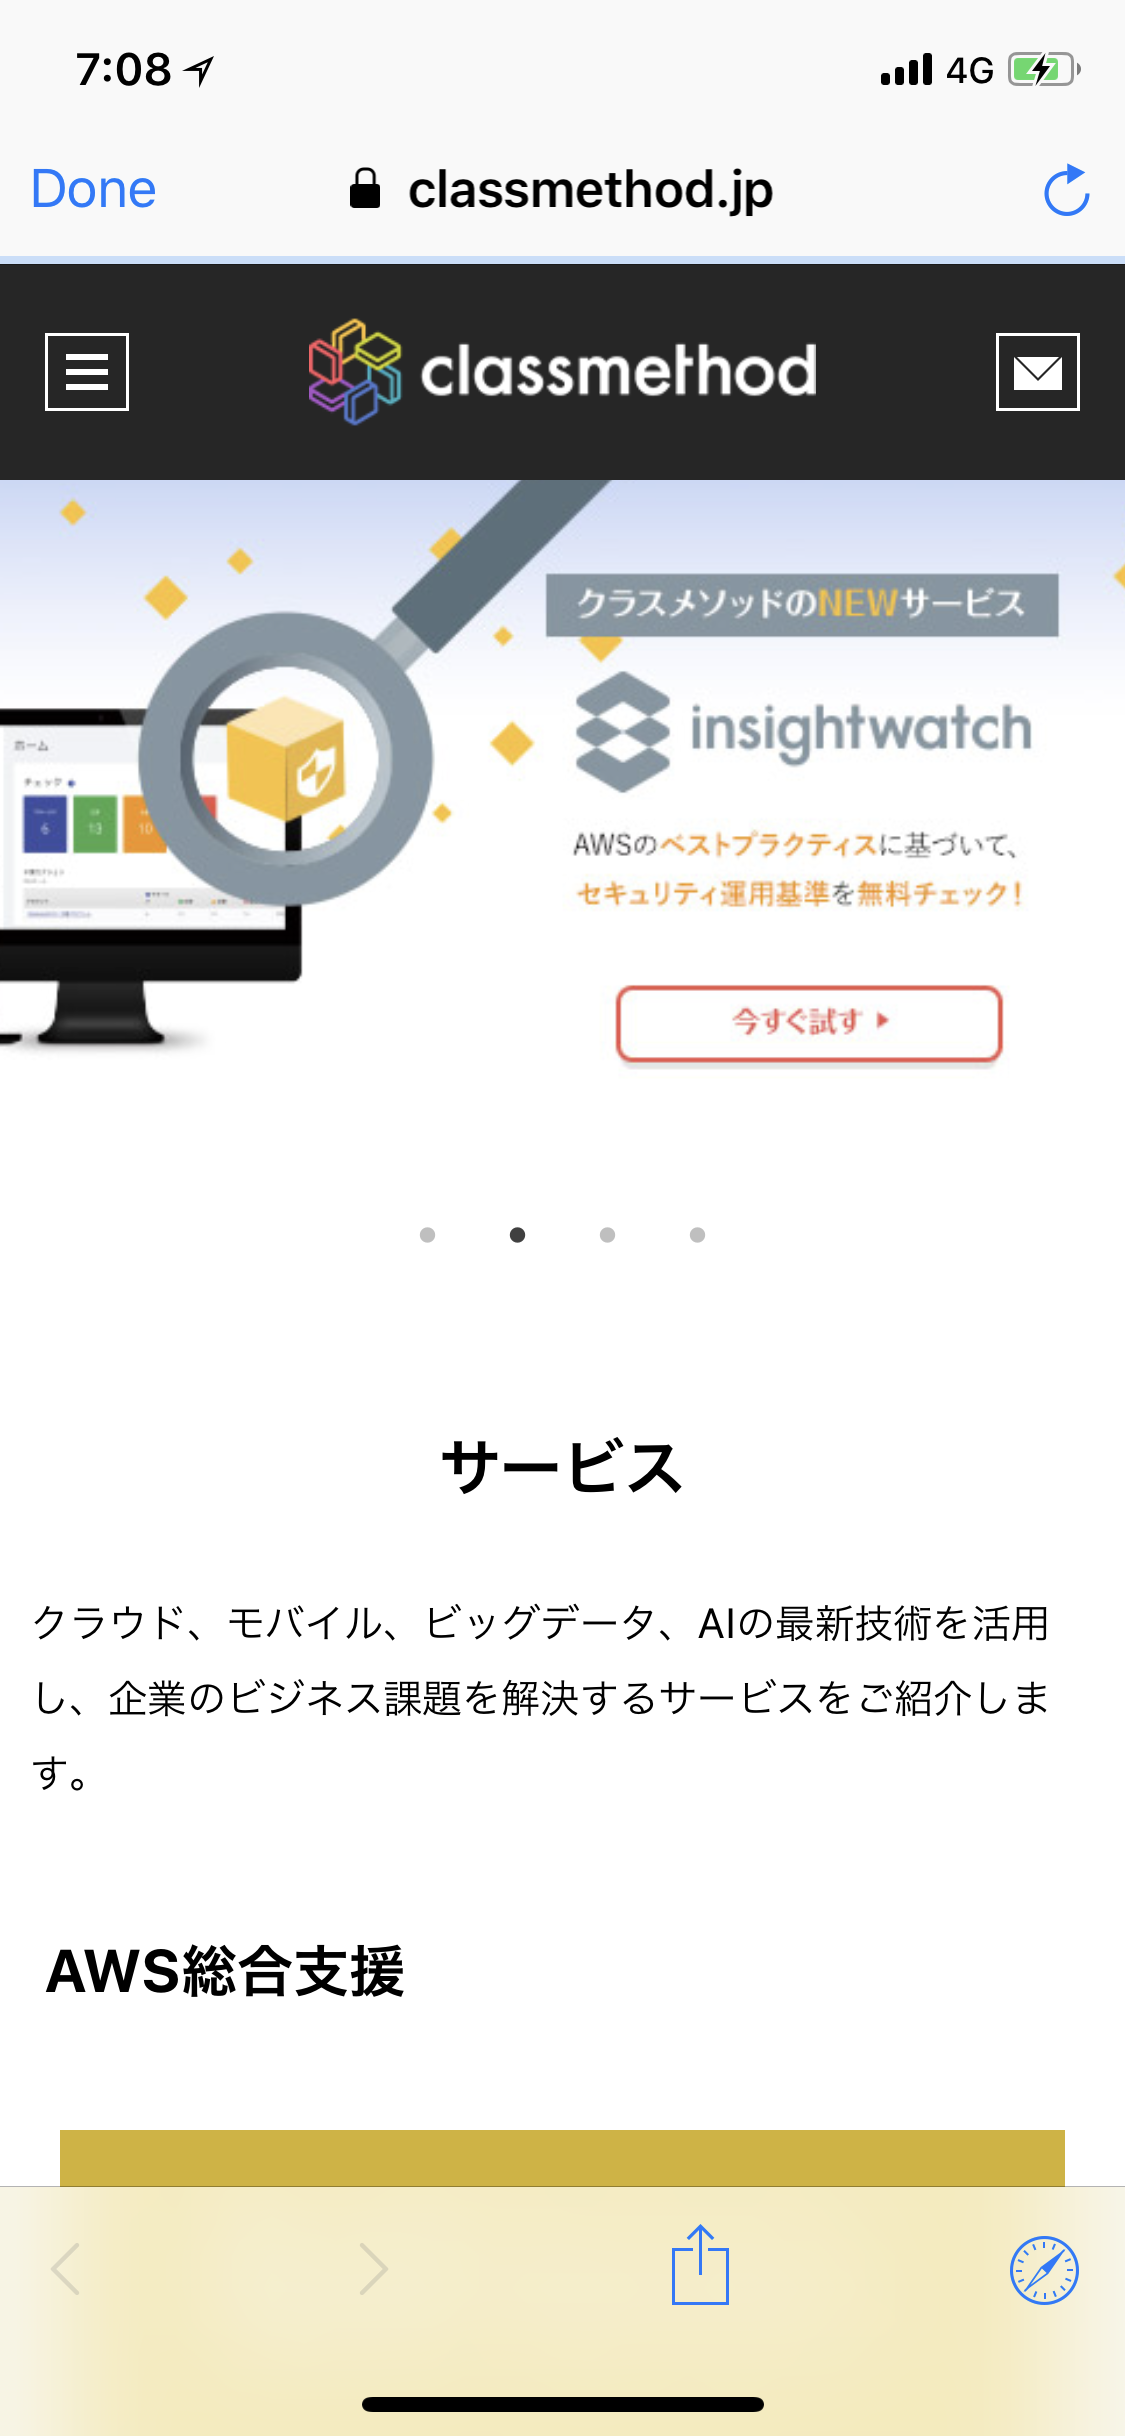 7:08
4G
Done
classmethod.jp
classmethod
クラスメソッドのNEWサービス
insightwatch
AWSのベストプラクティスに基づいて、
セキュリティ運用基準を無料チェック!
今すぐ試す
ホーム
チェック
6
13
10
サービス
クラウド、モバイル、ビッグデータ、AIの最新技術を活用
し、企業のビジネス課題を解決するサービスをご紹介しま
す。
AWS総合支援